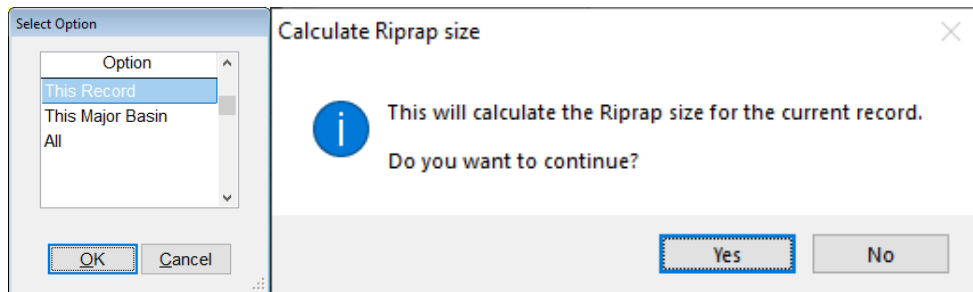 Select Option
Option
This Record
This Major Basin
All
OK
Cancel
Calculate Riprap size
This will calculate the Riprap size for the current record.
Do you want to continue?
Yes
No